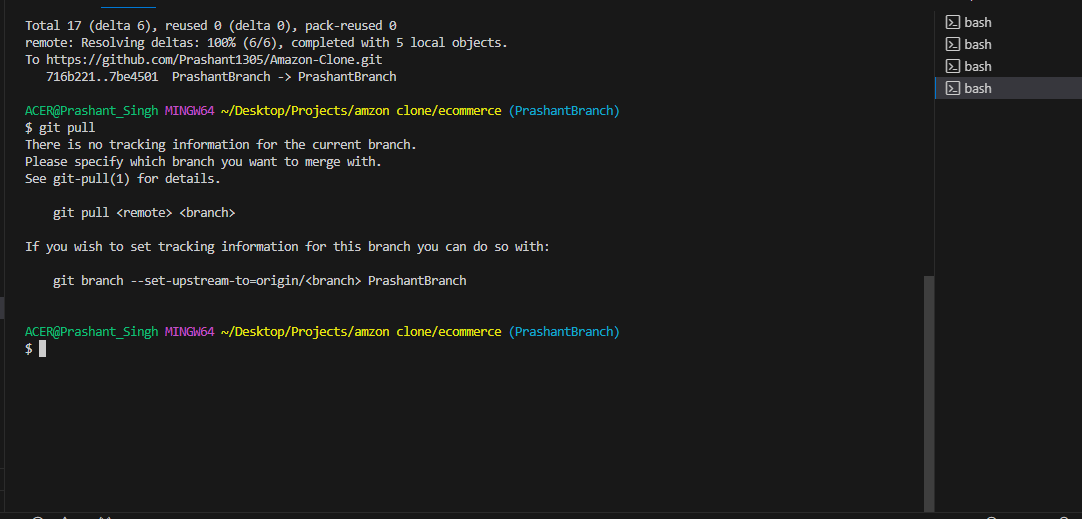 Total 17 (delta 6), reused 0 (delta 0), pack-reused 0
remote: Resolving deltas: 100% (6/6), completed with 5 local objects.
To https://github.com/Prashant1305/Amazon-Clone.git
   716b221..7be4501  PrashantBranch -> PrashantBranch

ACER@Prashant_Singh MINGW64 ~/Desktop/Projects/amzon clone/ecommerce (PrashantBranch)
$ git pull
There is no tracking information for the current branch.
Please specify which branch you want to merge with.
See git-pull(1) for details.

    git pull <remote> <branch>

If you wish to set tracking information for this branch you can do so with:

    git branch --set-upstream-to=origin/<branch> PrashantBranch

ACER@Prashant_Singh MINGW64 ~/Desktop/Projects/amzon clone/ecommerce (PrashantBranch)
$
bash
bash
bash
bash